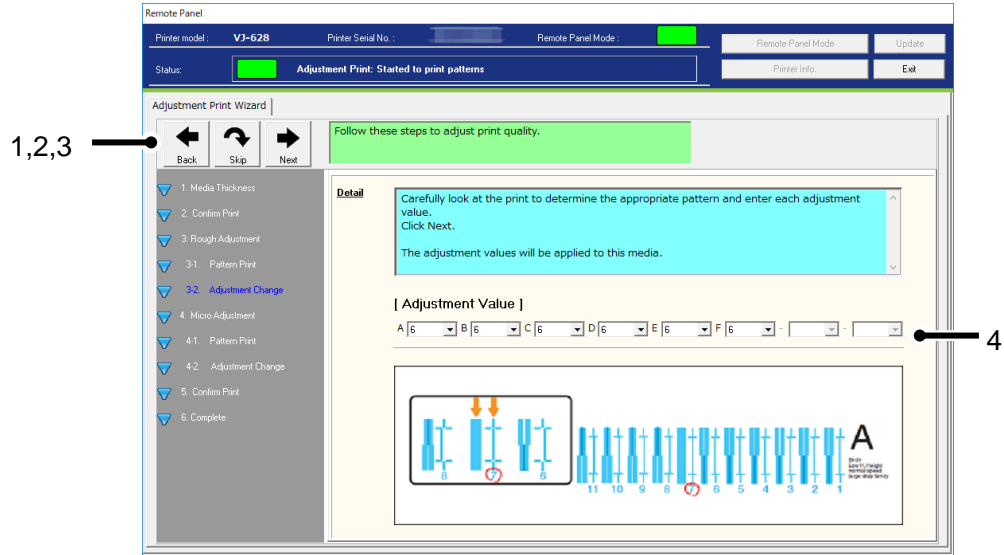 Remote Panel
Printer model : VJ-628 Printer Serial No. : Remote Panel Mode : Remote Panel Mode Update
Status: Adjustment Print: Started to print patterns Printer Info. Exit
Adjustment Print Wizard
1,2,3
Back Skip Next
Follow these steps to adjust print quality.
1. Media Thickness
2. Confirm Print
3. Rough Adjustment
3-1. Pattern Print
3-2. Adjustment Change
4. Micro Adjustment
4-1. Pattern Print
4-2. Adjustment Change
5. Confirm Print
6. Complete
Detail
Carefully look at the print to determine the appropriate pattern and enter each adjustment
value.
Click Next.
The adjustment values will be applied to this media.
[ Adjustment Value ]
A 6 B 6 C 6 D 6 E 6 F 6 - -
4
8 7 6
11 10 9 8 7 6 5 4 3 2 1
A
normal speed
large drop family